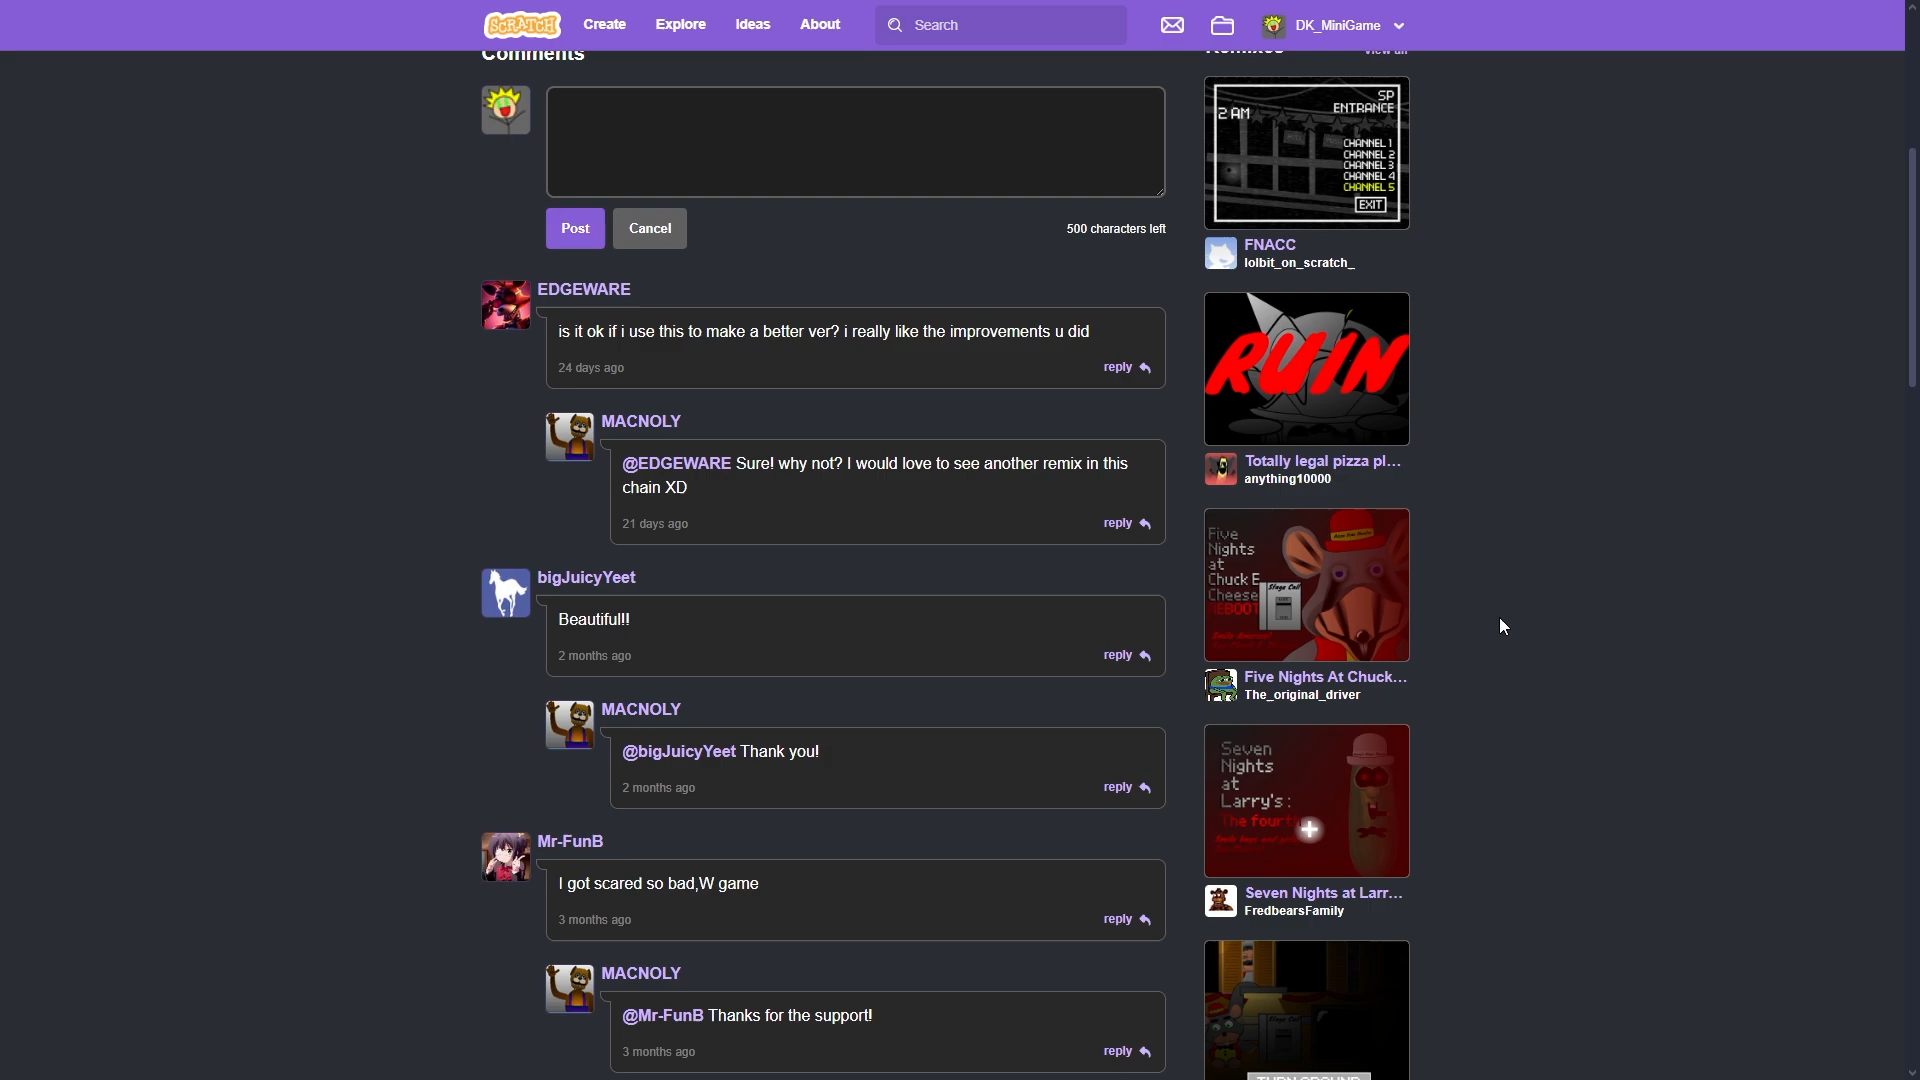 SCRATCH
Create
Explore
Ideas
About
Search
DK_MiniGame
Comments
Post
Cancel
500 characters left
EDGEWARE
is it ok if i use this to make a better ver? i really like the improvements u did
24 days ago
reply
MACNOLY
@EDGEWARE Sure! why not? I would love to see another remix in this
chain XD
21 days ago
reply
bigJuicyYeet
Beautiful!!
2 months ago
reply
MACNOLY
@bigJuicyYeet Thank you!
2 months ago
reply
Mr-FunB
I got scared so bad,W game
3 months ago
reply
MACNOLY
@Mr-FunB Thanks for the support!
3 months ago
reply
Remixes
View all
2 AM
SP
ENTRANCE
CHANNEL 1
CHANNEL 2
CHANNEL 3
CHANNEL 4
CHANNEL 5
EXIT
FNACC
lolbit_on_scratch_
RUIN
Totally legal pizza pl...
anything10000
Five
Nights
at
Chuck E
Cheese
REBOOT
Stage Call
Five Nights At Chuck...
The_original_driver
Seven
Nights
at
Larry's:
The fourth
Seven Nights at Larr...
FredbearsFamily
Stage Call
TURN AROUND